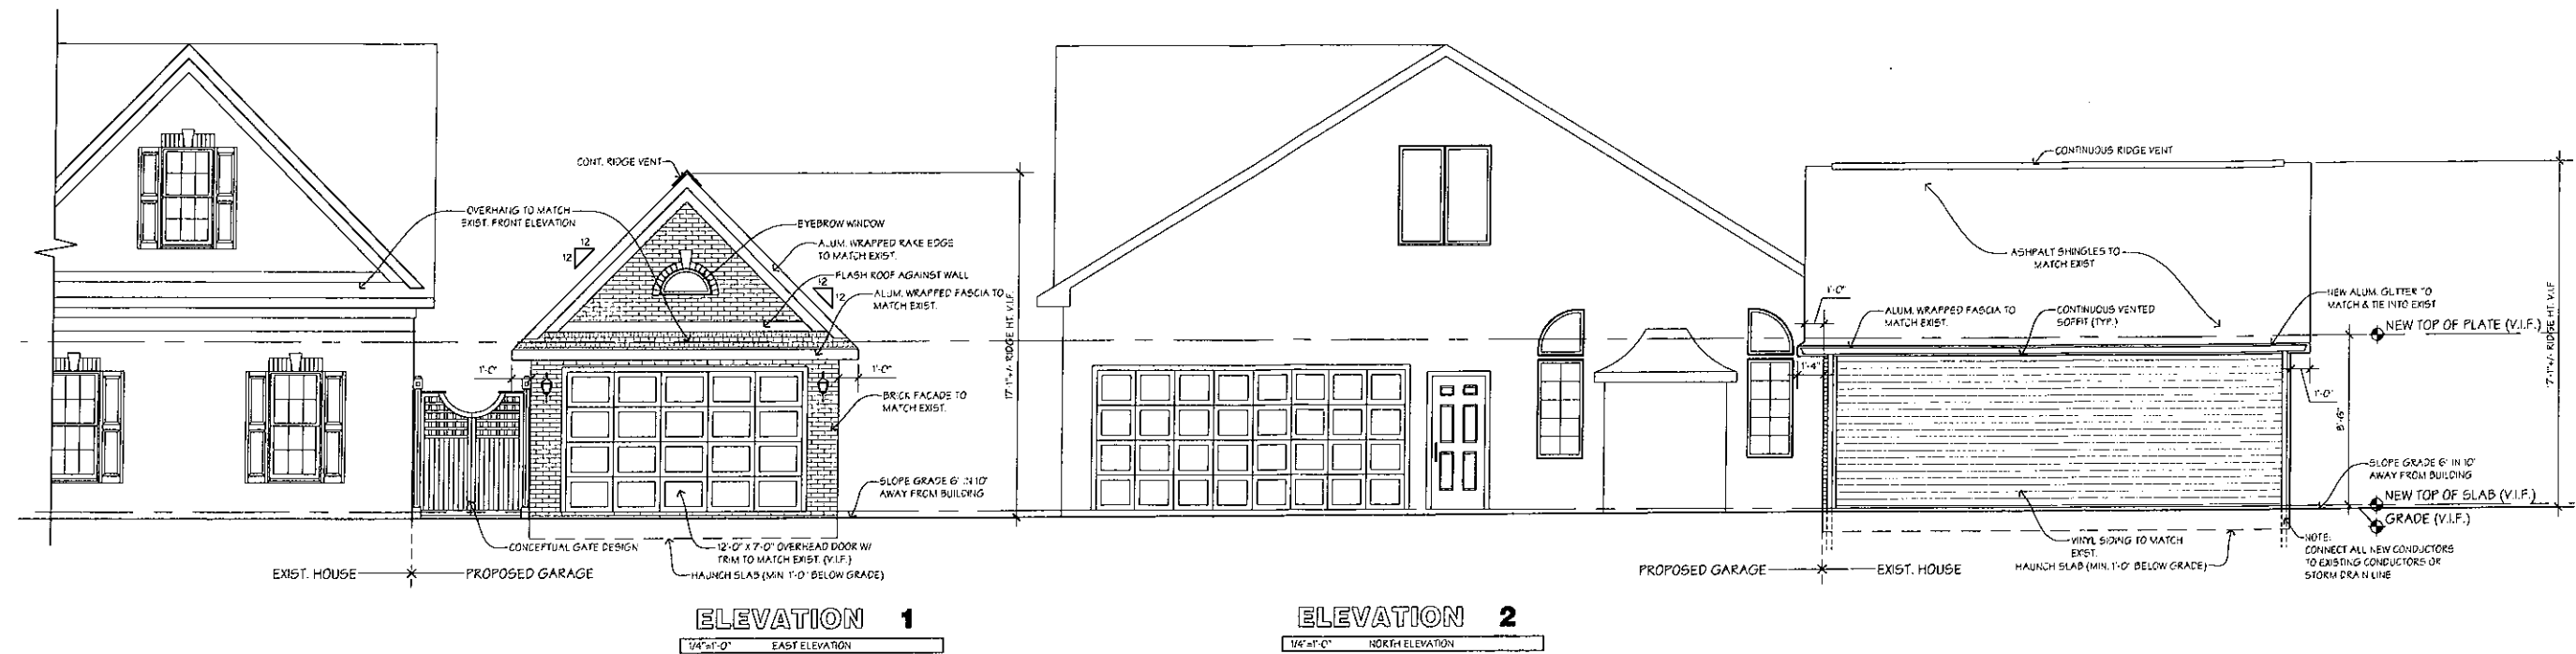 CONT. RIDGE VENT
OVERHANG TO MATCH
EXIST. FRONT ELEVATION
12
12
EYEBROW WINDOW
ALUM. WRAPPED RAKE EDGE
TO MATCH EXIST.
FLASH ROOF AGAINST WALL
12
12
ALUM. WRAPPED FASCIA TO
MATCH EXIST.
1'-0"
1'-0"
BRICK FACADE TO
MATCH EXIST.
17'-1"+/- RIDGE HT. V.I.F.
SLOPE GRADE 6" IN 10'
AWAY FROM BUILDING
CONCEPTUAL GATE DESIGN
12'-0" X 7'-0" OVERHEAD DOOR W/
TRIM TO MATCH EXIST. (V.I.F.)
HAUNCH SLAB (MIN 1'-0" BELOW GRADE)
EXIST. HOUSE
PROPOSED GARAGE
ELEVATION 1
1/4"=1'-0" EAST ELEVATION
CONTINUOUS RIDGE VENT
ASHPALT SHINGLES TO
MATCH EXIST
1'-0"
ALUM. WRAPPED FASCIA TO
MATCH EXIST.
CONTINUOUS VENTED
SOFFIT (TYP.)
NEW ALUM. GUTTER TO
MATCH & TIE INTO EXIST
NEW TOP OF PLATE (V.I.F.)
1'-4"
1'-0"
8'-6"
17'-1"+/- RIDGE HT. V.I.F.
SLOPE GRADE 6" IN 10'
AWAY FROM BUILDING
NEW TOP OF SLAB (V.I.F.)
GRADE (V.I.F.)
VINYL SIDING TO MATCH
EXIST.
HAUNCH SLAB (MIN. 1'-0" BELOW GRADE)
NOTE:
CONNECT ALL NEW CONDUCTORS
TO EXISTING CONDUCTORS OR
STORM DRAIN LINE
PROPOSED GARAGE
EXIST. HOUSE
ELEVATION 2
1/4"=1'-0" NORTH ELEVATION